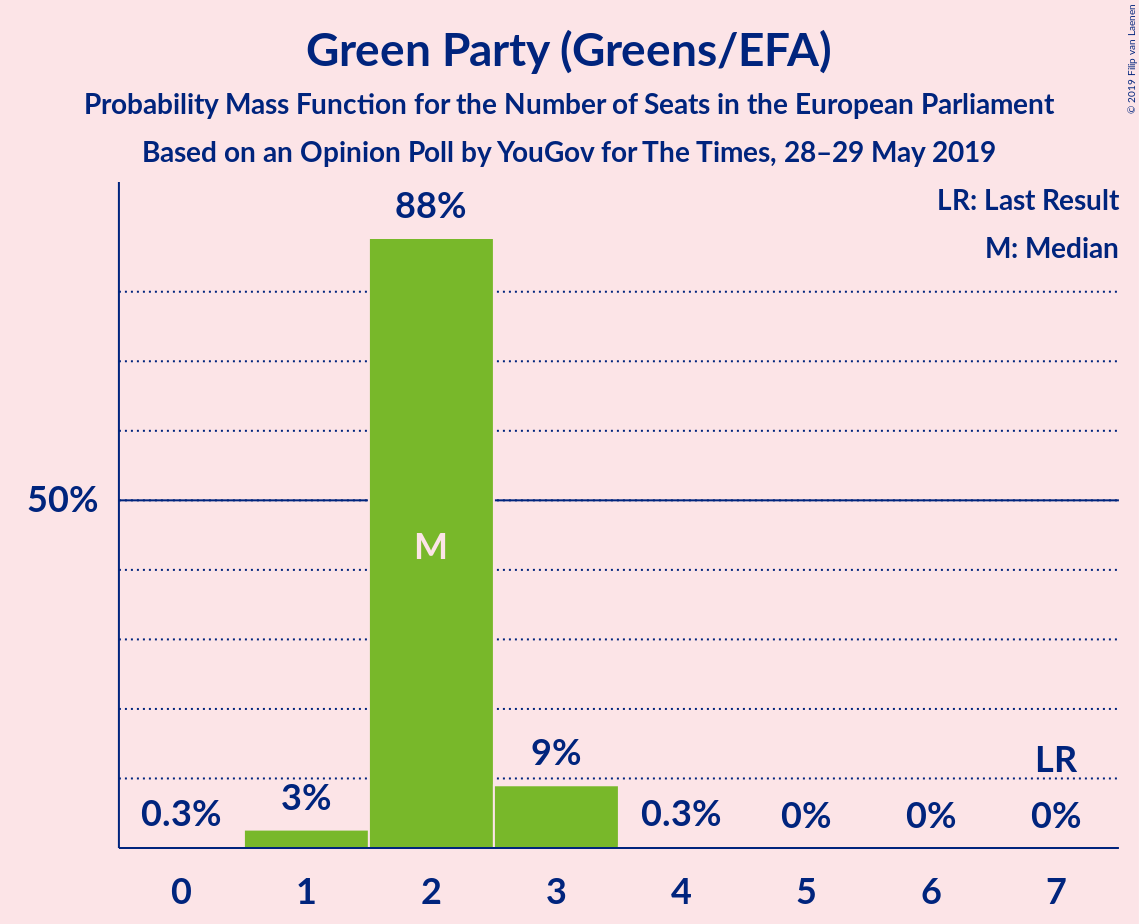 Green Party (Greens/EFA)
Probability Mass Function for the Number of Seats in the European Parliament
Based on an Opinion Poll by YouGov for The Times, 28–29 May 2019
© 2019 Filip van Laenen
LR: Last Result
M: Median
88%
50%
M
9%
LR
0.3%
3%
0.3%
0%
0%
0%
0 1 2 3 4 5 6 7